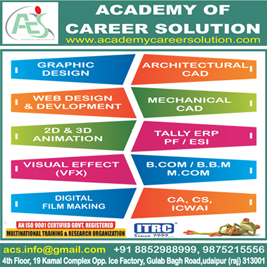 ACS
ACADEMY OF
CAREER SOLUTION
www.academycareersolution.com
GRAPHIC
DESIGN
ARCHITECTURAL
CAD
WEB DESIGN
& DEVLOPMENT
MECHANICAL
CAD
2D & 3D
ANIMATION
TALLY ERP
PF / ESI
VISUAL EFFECT
(VFX)
B.COM / B.B.M
M.COM
DIGITAL
FILM MAKING
CA, CS,
ICWAI
AN ISO 9001 CERTIFIED GOVT. REGISTERED
MULTINATIONAL TRAINING & RESEARCH ORGANIZATION
ITRC
Since 1999
acs.info@gmail.com +91 8852988999, 9875215556
4th Floor, 19 Kamal Complex Opp. Ice Factory, Gulab Bagh Road,udaipur (raj) 313001